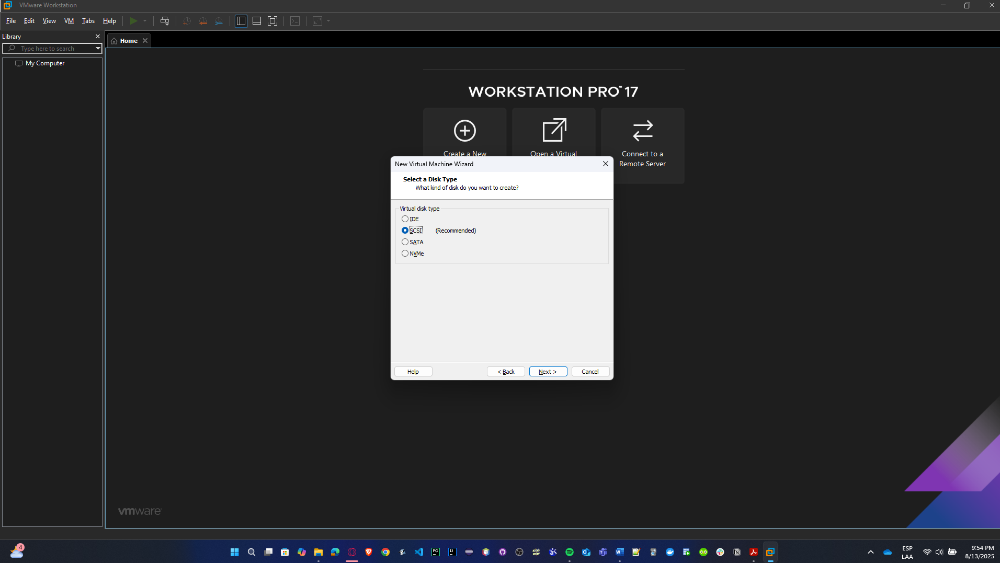 VMware Workstation
File Edit View VM Tabs Help
Library
Type here to search
My Computer
Home
WORKSTATION PRO™ 17
Create a New
Open a Virtual
Connect to a
Remote Server
New Virtual Machine Wizard
Select a Disk Type
What kind of disk do you want to create?
Virtual disk type
IDE
SCSI (Recommended)
SATA
NVMe
Help < Back Next > Cancel
vmware
4
ESP
LAA
9:54 PM
8/13/2025